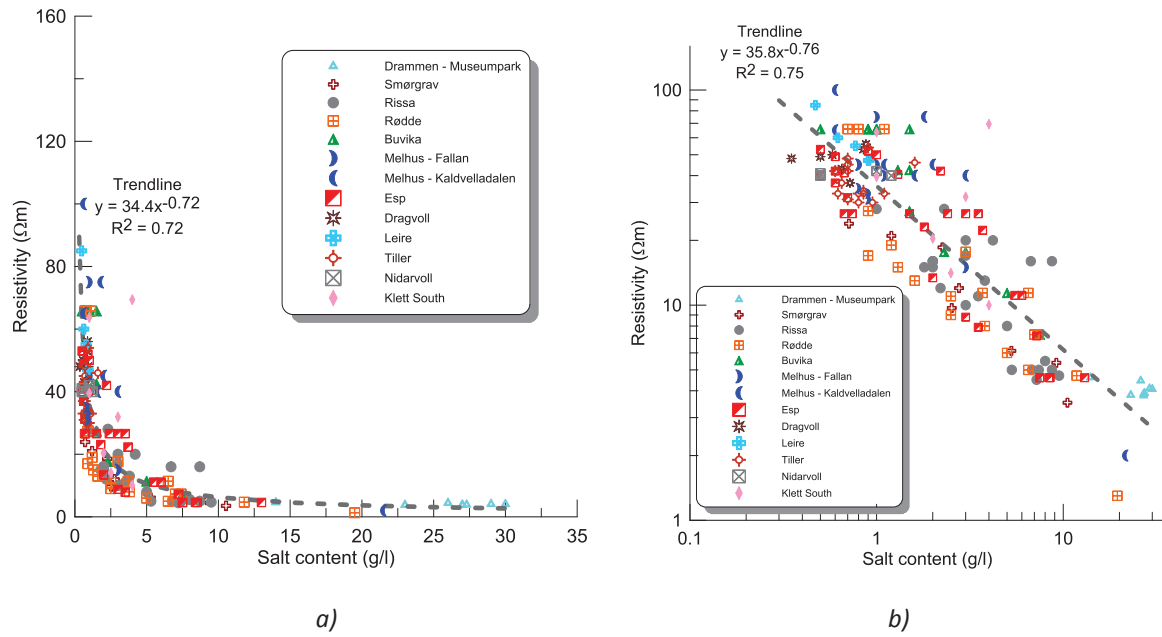 160
120
80
40
0
Resistivity (Ωm)
Trendline
y = 34.4x-0.72
R2 = 0.72
Drammen - Museumpark
Smørgrav
Rissa
Rødde
Buvika
Melhus - Fallan
Melhus - Kaldvelladalen
Esp
Dragvoll
Leire
Tiller
Nidarvoll
Klett South
0 5 10 15 20 25 30 35
Salt content (g/l)
a)
Trendline
y = 35.8x-0.76
R2 = 0.75
100
10
1
Resistivity (Ωm)
Drammen - Museumpark
Smørgrav
Rissa
Rødde
Buvika
Melhus - Fallan
Melhus - Kaldvelladalen
Esp
Dragvoll
Leire
Tiller
Nidarvoll
Klett South
0.1 1 10
Salt content (g/l)
b)